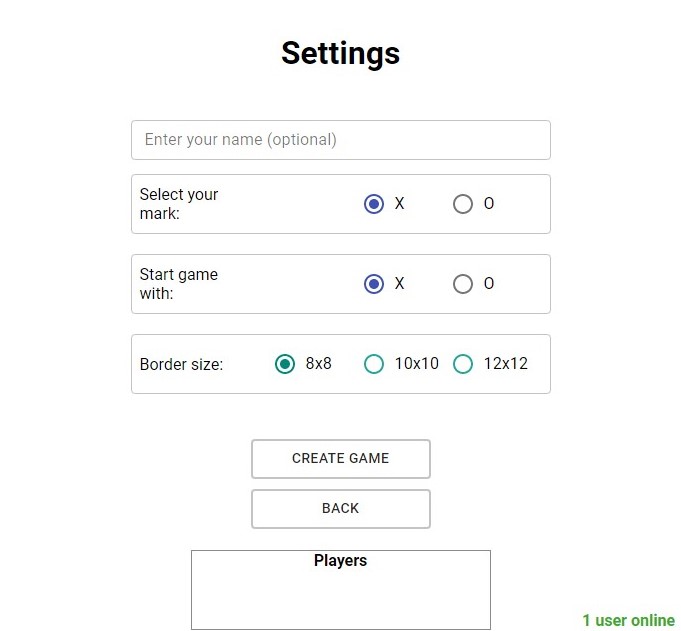 Settings
Enter your name (optional)
Select your
mark:
X
O
Start game
with:
X
O
Border size:
8x8
10x10
12x12
CREATE GAME
BACK
Players
1 user online